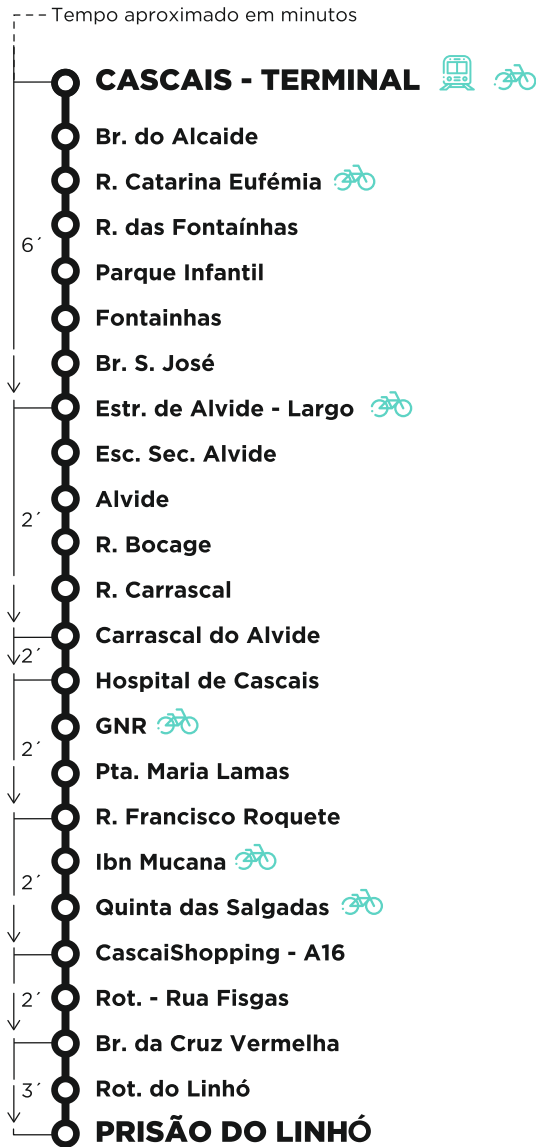 Tempo aproximado em minutos
CASCAIS - TERMINAL
Br. do Alcaide
R. Catarina Eufémia
R. das Fontaínhas
6´
Parque Infantil
Fontainhas
Br. S. José
Estr. de Alvide - Largo
Esc. Sec. Alvide
Alvide
2´
R. Bocage
R. Carrascal
Carrascal do Alvide
2´
Hospital de Cascais
GNR
2´
Pta. Maria Lamas
R. Francisco Roquete
Ibn Mucana
2´
Quinta das Salgadas
CascaiShopping - A16
Rot. - Rua Fisgas
2´
Br. da Cruz Vermelha
Rot. do Linhó
3´
PRISÃO DO LINHÓ